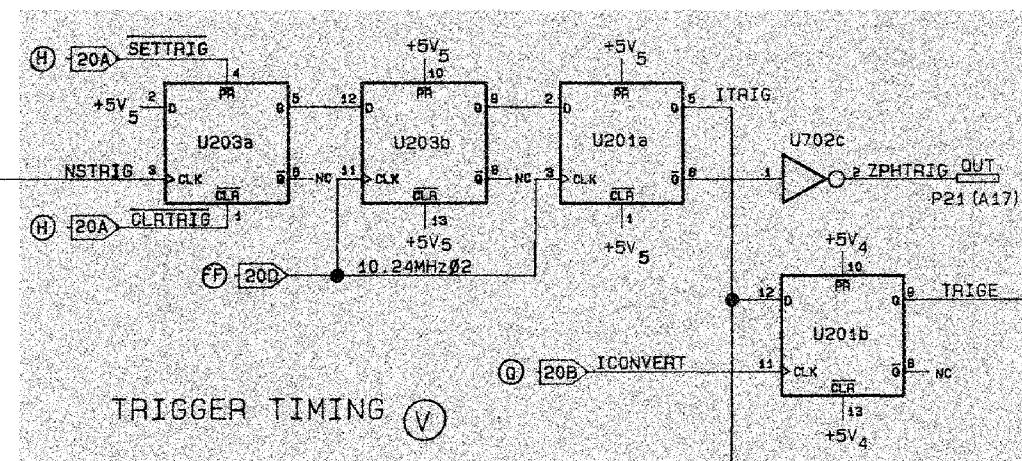 H 20A SETTRIG
+5V5 2 D 4 PR Q 5
U203a
NSTRIG 3 CLK Q 6 NC
CLR 1
H 20A CLRTRIG
+5V5
10 PR
12 D Q 9
U203b
11 CLK Q 8 NC
CLR 13
+5V5
FF 20D 10.24MHzØ2
+5V5
4 PR
2 D Q 5 ITRIG
U201a
3 CLK Q 6
CLR 1
+5V5
U702c
1 2 ZPHTRIG OUT
P21(A17)
+5V4
10 PR
12 D Q 9 TRIGE
U201b
Q 20B ICONVERT 11 CLK Q 8 NC
CLR 13
+5V4
TRIGGER TIMING V